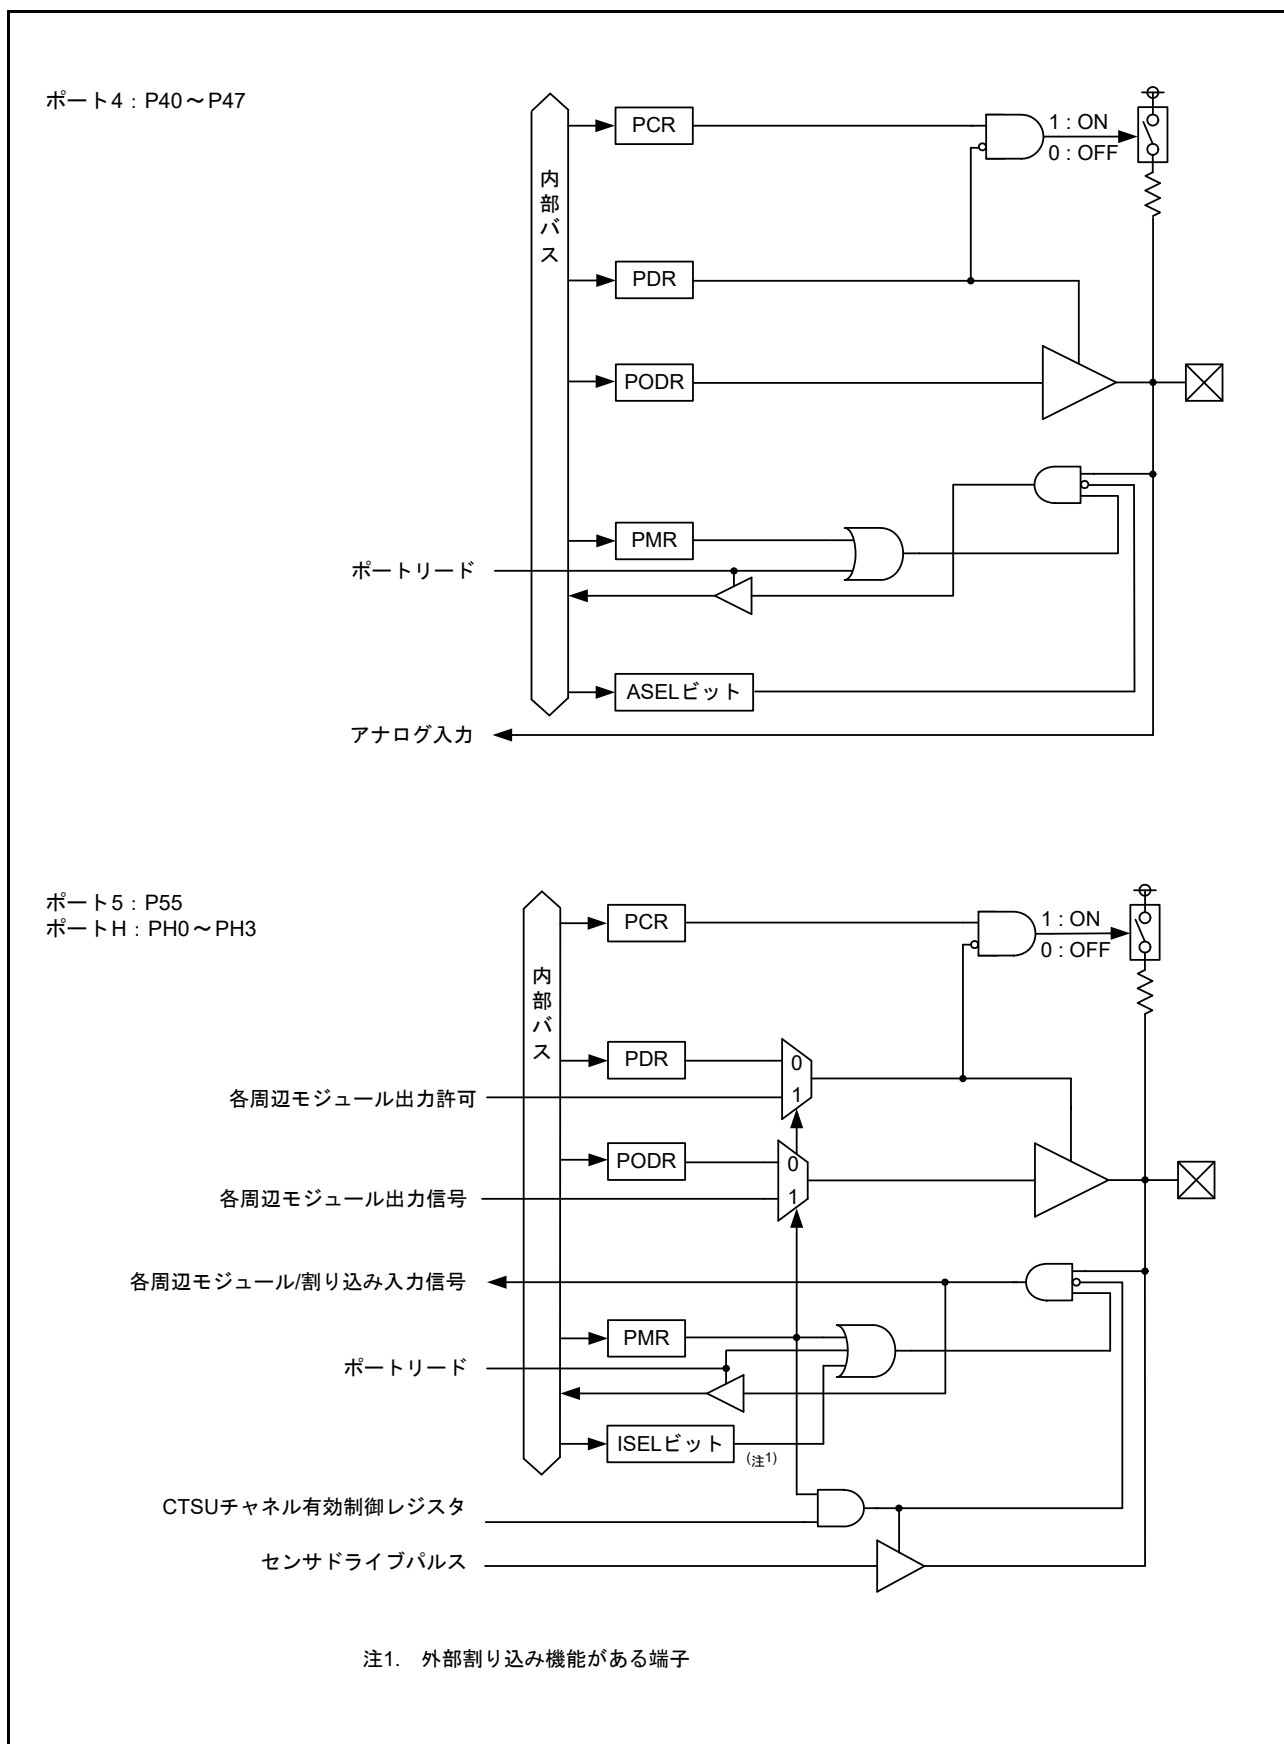 ポート4：P40～P47
PCR
1 : ON
0 : OFF
内部バス
PDR
PODR
PMR
ポートリード
ASELビット
アナログ入力
ポート5：P55
ポートH：PH0～PH3
PCR
1 : ON
0 : OFF
内部バス
PDR
0
1
各周辺モジュール出力許可
PODR
0
1
各周辺モジュール出力信号
各周辺モジュール/割り込み入力信号
PMR
ポートリード
ISELビット
(注1)
CTSUチャネル有効制御レジスタ
センサドライブパルス
注1. 外部割り込み機能がある端子